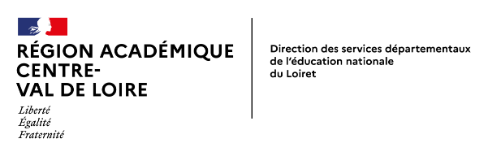 RÉGION ACADÉMIQUE
CENTRE-
VAL DE LOIRE
Liberté
Égalité
Fraternité
Direction des services départementaux
de l'éducation nationale
du Loiret